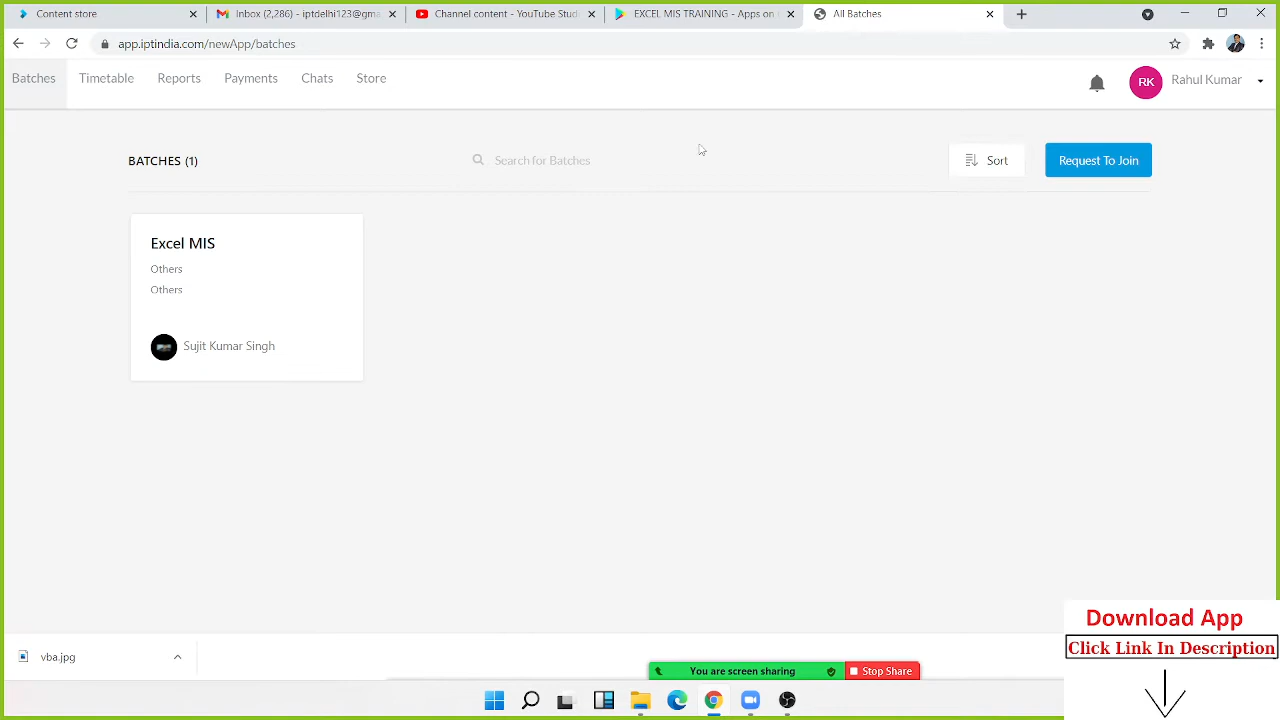 Content store
Inbox (2,286) - iptdelhi123@gma
Channel content - YouTube Stud
EXCEL MIS TRAINING - Apps on
All Batches
app.iptindia.com/newApp/batches
Batches
Timetable
Reports
Payments
Chats
Store
RK
Rahul Kumar
BATCHES (1)
Search for Batches
Sort
Request To Join
Excel MIS
Others
Others
Sujit Kumar Singh
Download App
Click Link In Description
vba.jpg
You are screen sharing
Stop Share